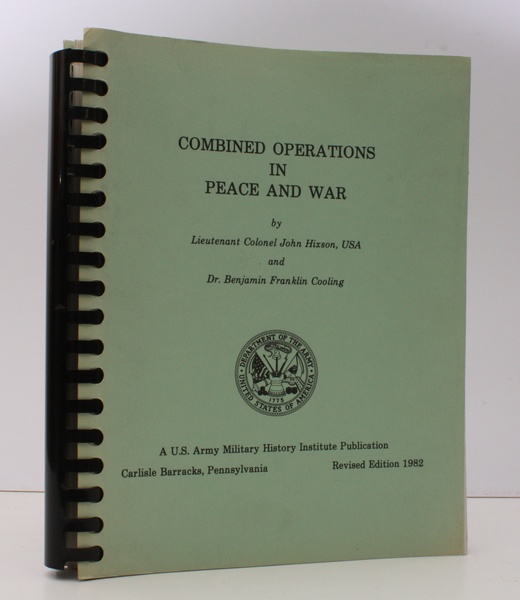 COMBINED OPERATIONS
IN
PEACE AND WAR
by
Lieutenant Colonel John Hixson, USA
and
Dr. Benjamin Franklin Cooling
DEPARTMENT OF THE ARMY
1775
UNITED STATES OF AMERICA
A U.S. Army Military History Institute Publication
Carlisle Barracks, Pennsylvania Revised Edition 1982